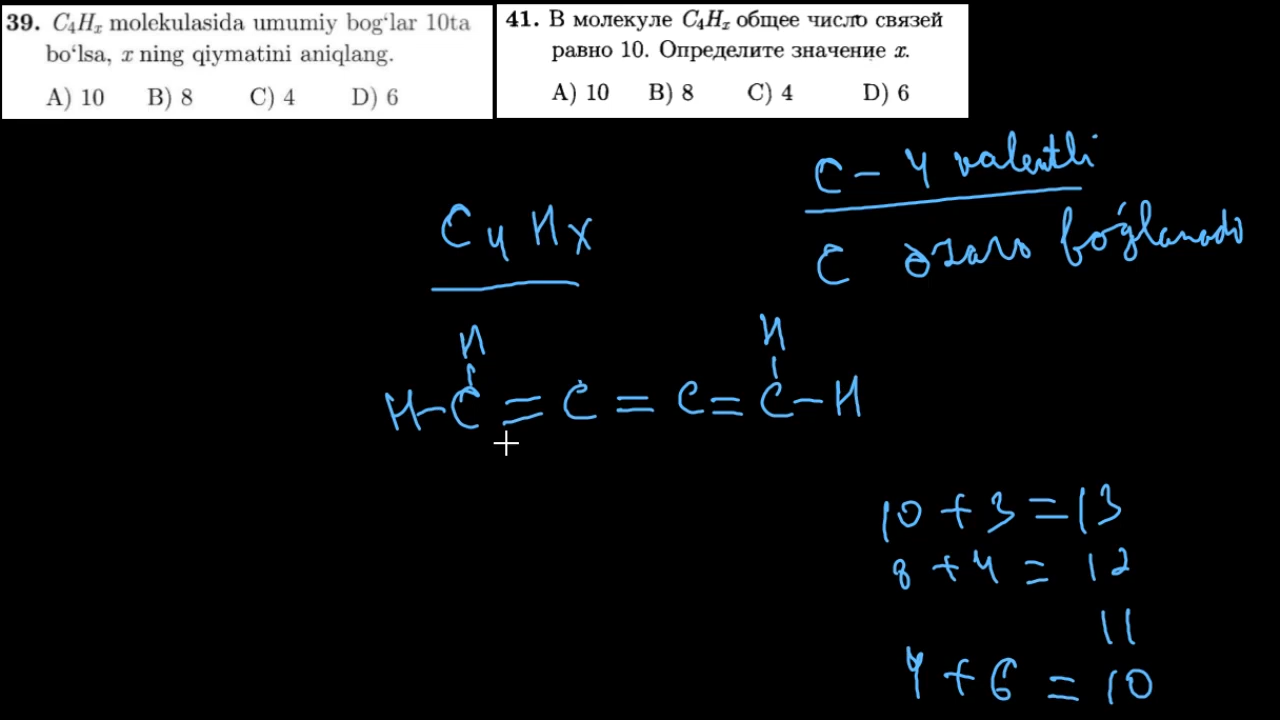 39. C₄Hₓ molekulasida umumiy bog‘lar 10ta
bo‘lsa, x ning qiymatini aniqlang.
A) 10 B) 8 C) 4 D) 6
41. В молекуле C₄Hₓ общее число связей
равно 10. Определите значение x.
A) 10 B) 8 C) 4 D) 6
C - 4 valentli
C₄Hₓ
C o'zaro bog'lanadi
H H
H-C=C=C=C-H
10+3=13
8+4=12
11
4+6=10